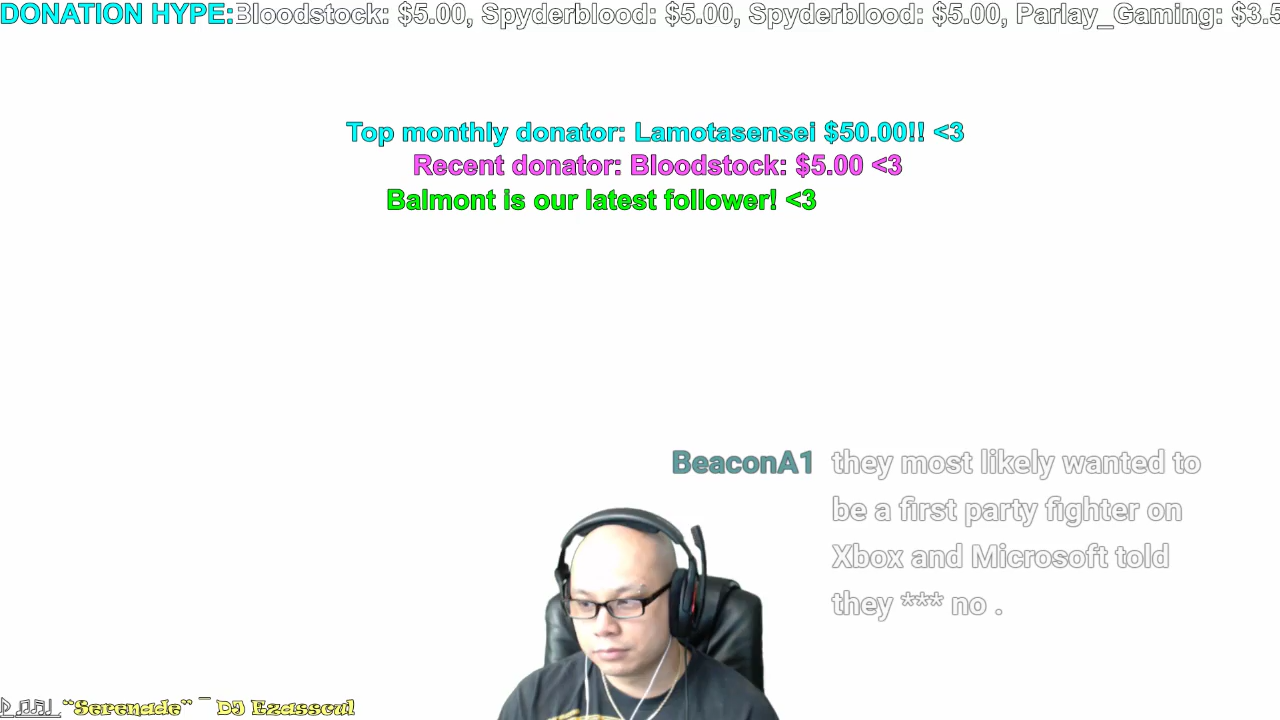 DONATION HYPE:Bloodstock: $5.00, Spyderblood: $5.00, Spyderblood: $5.00, Parlay_Gaming: $3.5
Top monthly donator: Lamotasensei $50.00!! <3
Recent donator: Bloodstock: $5.00 <3
Balmont is our latest follower! <3
BeaconA1 they most likely wanted to
be a first party fighter on
Xbox and Microsoft told
they *** no .
"Serenade" ¯ DJ Ezasscul